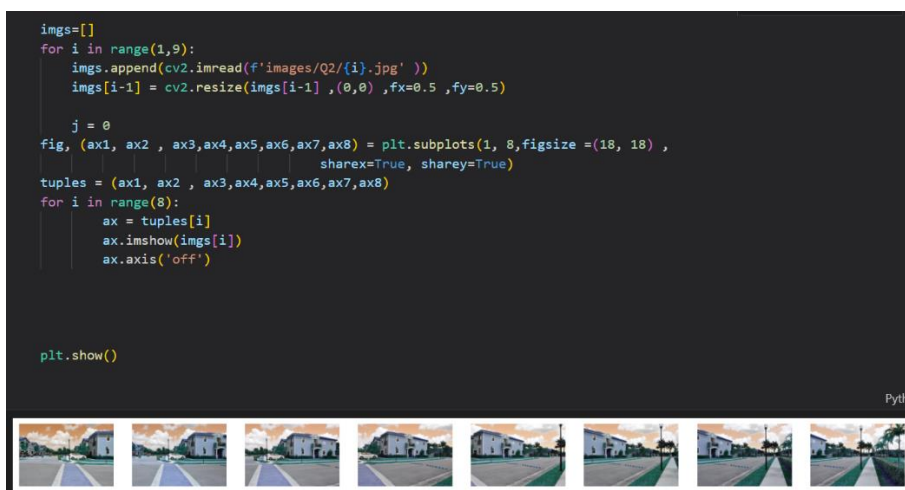 imgs=[]
for i in range(1,9):
    imgs.append(cv2.imread(f'images/Q2/{i}.jpg' ))
    imgs[i-1] = cv2.resize(imgs[i-1] ,(0,0) ,fx=0.5 ,fy=0.5)
    j = 0
fig, (ax1, ax2 , ax3,ax4,ax5,ax6,ax7,ax8) = plt.subplots(1, 8,figsize =(18, 18) ,
                                    sharex=True, sharey=True)
tuples = (ax1, ax2 , ax3,ax4,ax5,ax6,ax7,ax8)
for i in range(8):
        ax = tuples[i]
        ax.imshow(imgs[i])
        ax.axis('off')
plt.show()
Pyth